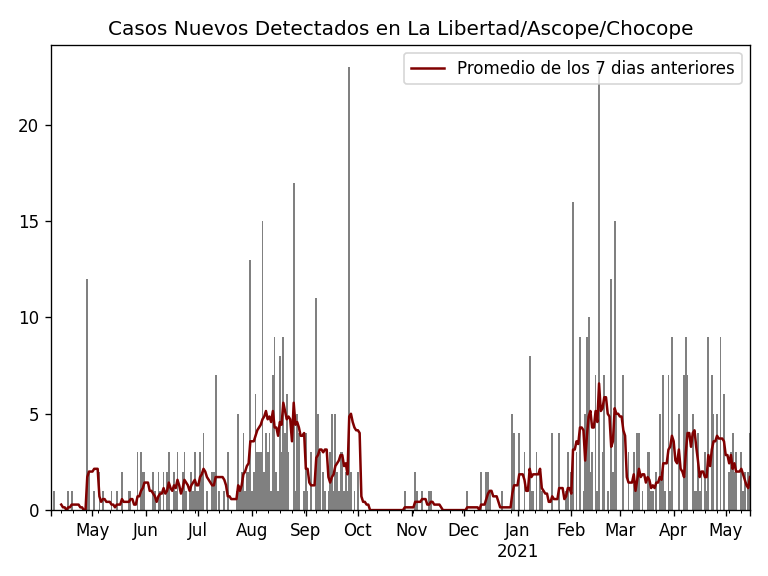 Casos Nuevos Detectados en La Libertad/Ascope/Chocope
Promedio de los 7 dias anteriores
20
15
10
5
0
May Jun Jul Aug Sep Oct Nov Dec Jan Feb Mar Apr May
2021